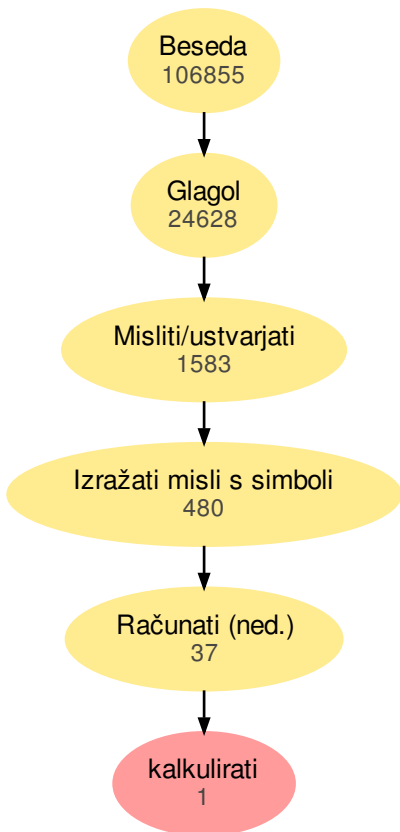 Beseda
106855
Glagol
24628
Misliti/ustvarjati
1583
Izražati misli s simboli
480
Računati (ned.)
37
kalkulirati
1